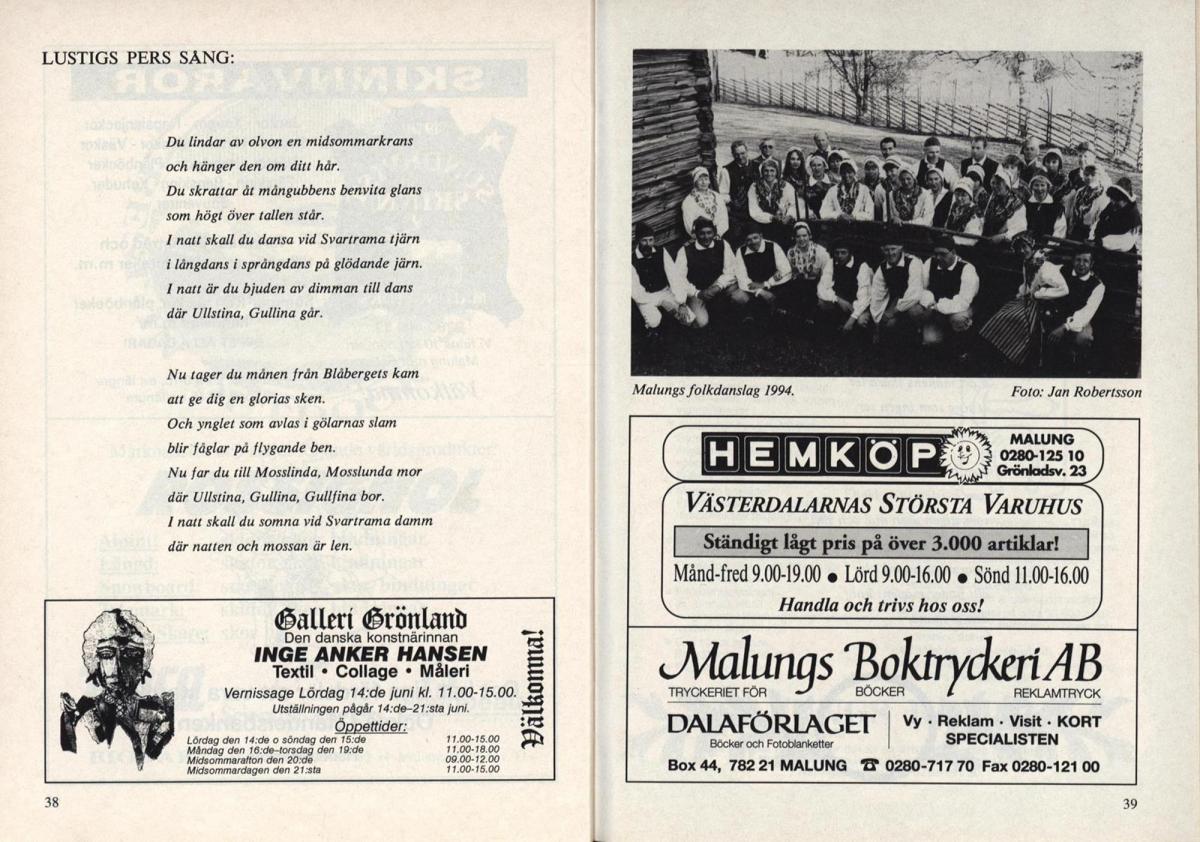 LUSTIGS PERS SÅNG:
Du lindar av olvon en midsommarkrans
och hänger den om ditt hår.
Du skrattar åt mångubbens benvita glans
som högt över tallen står.
I natt skall du dansa vid Svartrama tjärn
i långdans i språngdans på glödande järn.
I natt är du bjuden av dimman till dans
där Ullstina, Gullina går.
Nu tager du månen från Blåbergets kam
att ge dig en glorias sken.
Och ynglet som avlas i gölarnas slam
blir fåglar på flygande ben.
Nu far du till Mosslinda, Mosslunda mor
där Ullstina, Gullina, Gullfina bor.
I natt skall du somna vid Svartrama damm
där natten och mossan är len.
Galleri Grönland
Den danska konstnärinnan
INGE ANKER HANSEN
Textil • Collage • Måleri
Vernissage Lördag 14:de juni kl. 11.00-15.00.
Utställningen pågår 14:de–21:sta juni.
Öppettider:
Lördag den 14:de o söndag den 15:de 11.00-15.00
Måndag den 16:de–torsdag den 19:de 11.00-18.00
Midsommarafton den 20:de 09.00-12.00
Midsommardagen den 21:sta 11.00-15.00
Välkomna!
38
Malungs folkdanslag 1994. Foto: Jan Robertsson
HEMKÖP
MALUNG
0280-125 10
Grönladsv. 23
VÄSTERDALARNAS STÖRSTA VARUHUS
Ständigt lågt pris på över 3.000 artiklar!
Månd-fred 9.00-19.00 ● Lörd 9.00-16.00 ● Sönd 11.00-16.00
Handla och trivs hos oss!
Malungs Boktryckeri AB
TRYCKERIET FÖR BÖCKER REKLAMTRYCK
DALAFÖRLAGET
Böcker och Fotoblanketter
Vy · Reklam · Visit · KORT
SPECIALISTEN
Box 44, 782 21 MALUNG ☎ 0280-717 70 Fax 0280-121 00
39